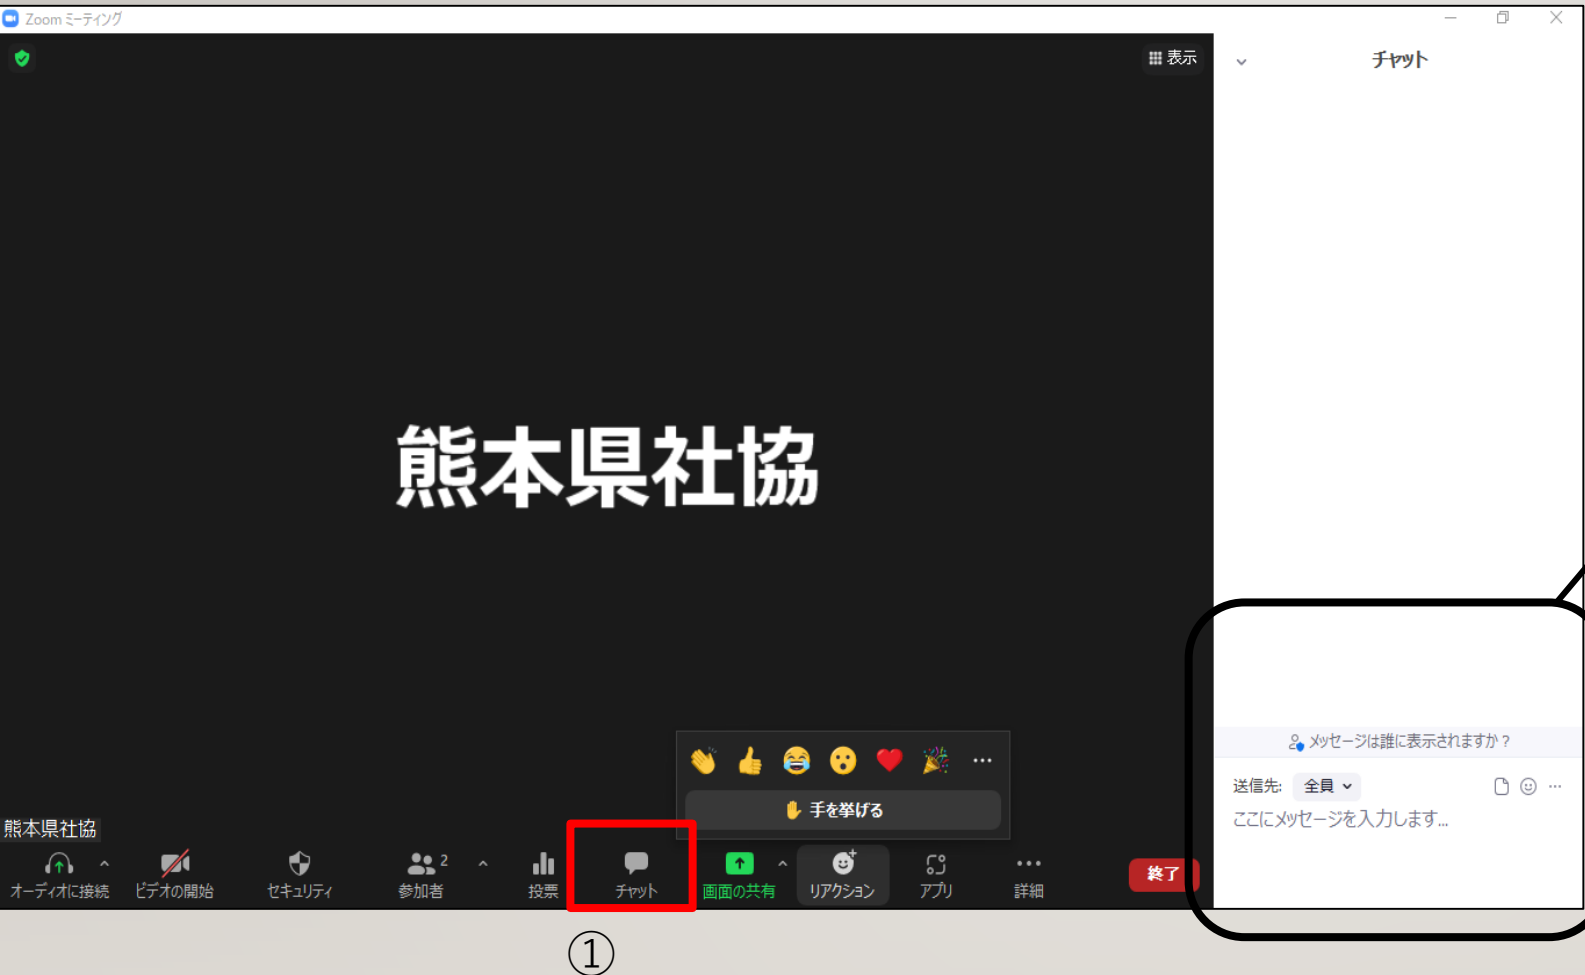 Zoom ミーティング
表示
チャット
熊本県社協
メッセージは誰に表示されますか？
送信先: 全員
ここにメッセージを入力します...
手を挙げる
熊本県社協
2
オーディオに接続 ビデオの開始 セキュリティ 参加者 投票 チャット 画面の共有 リアクション アプリ 詳細 終了
①